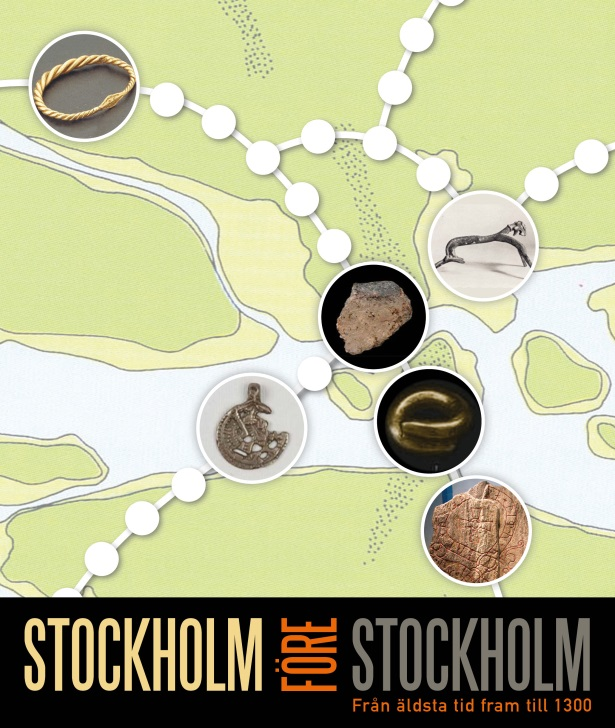 STOCKHOLM FÖRE STOCKHOLM
Från äldsta tid fram till 1300